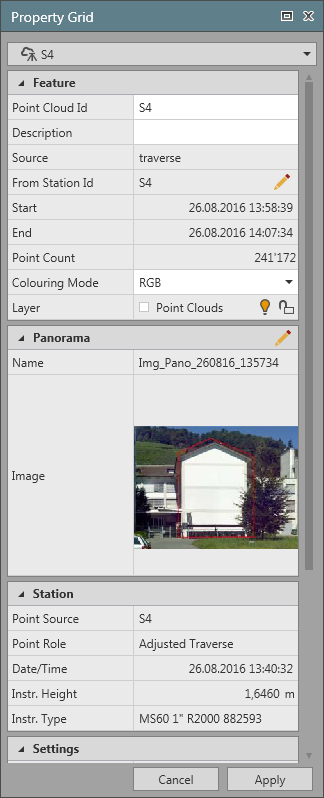 Property Grid
S4
Feature
Point Cloud Id S4
Description
Source traverse
From Station Id S4
Start 26.08.2016 13:58:39
End 26.08.2016 14:07:34
Point Count 241'172
Colouring Mode RGB
Layer Point Clouds
Panorama
Name Img_Pano_260816_135734
Image
Station
Point Source S4
Point Role Adjusted Traverse
Date/Time 26.08.2016 13:40:32
Instr. Height 1,6460 m
Instr. Type MS60 1" R2000 882593
Settings
Cancel Apply